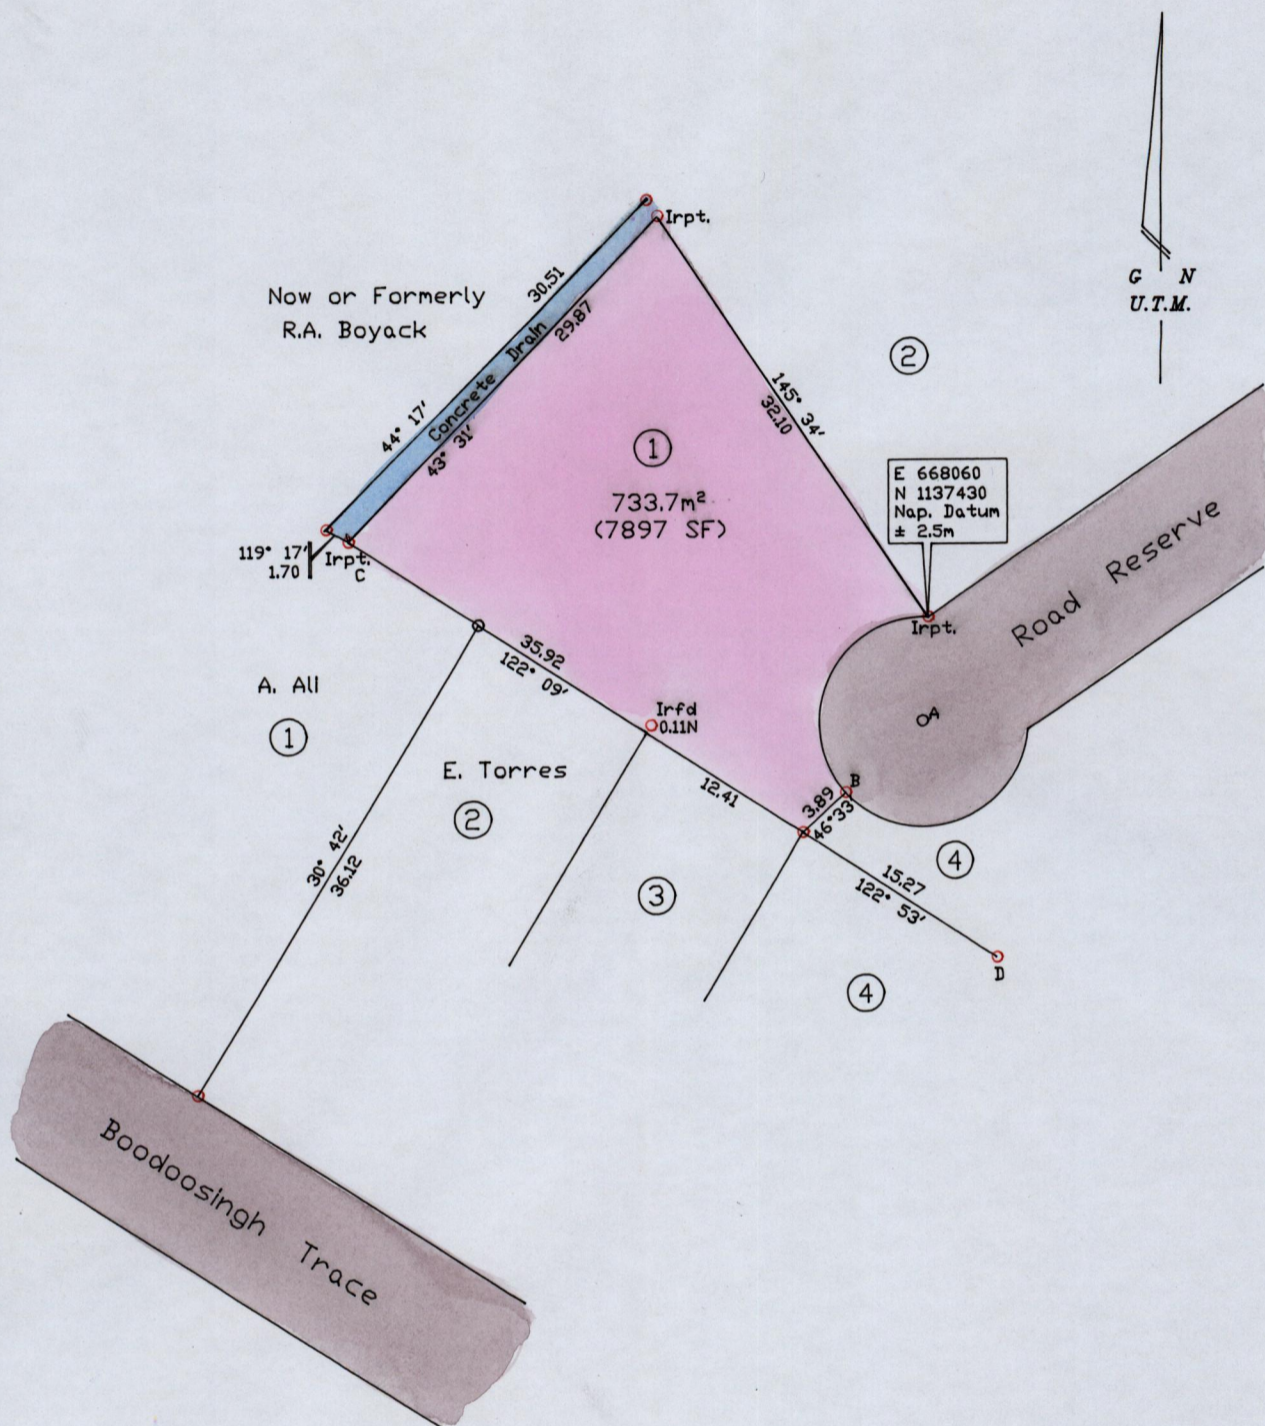 G N
U.T.M.
Irpt.
Now or Formerly
R.A. Boyack
30.51
29.87
Concrete Drain
44° 17'
43° 31'
145° 34'
32.10
2
1
733.7m²
(7897 SF)
E 668060
N 1137430
Nap. Datum
± 2.5m
Road Reserve
Irpt.
119° 17'
1.70
Irpt.
C
35.92
122° 09'
A. Ali
1
Irfd
0.11N
A
E. Torres
2
12.41
3.89
46°33'
B
4
30° 42'
36.12
3
15.27
122° 53'
4
D
Boodoosingh Trace